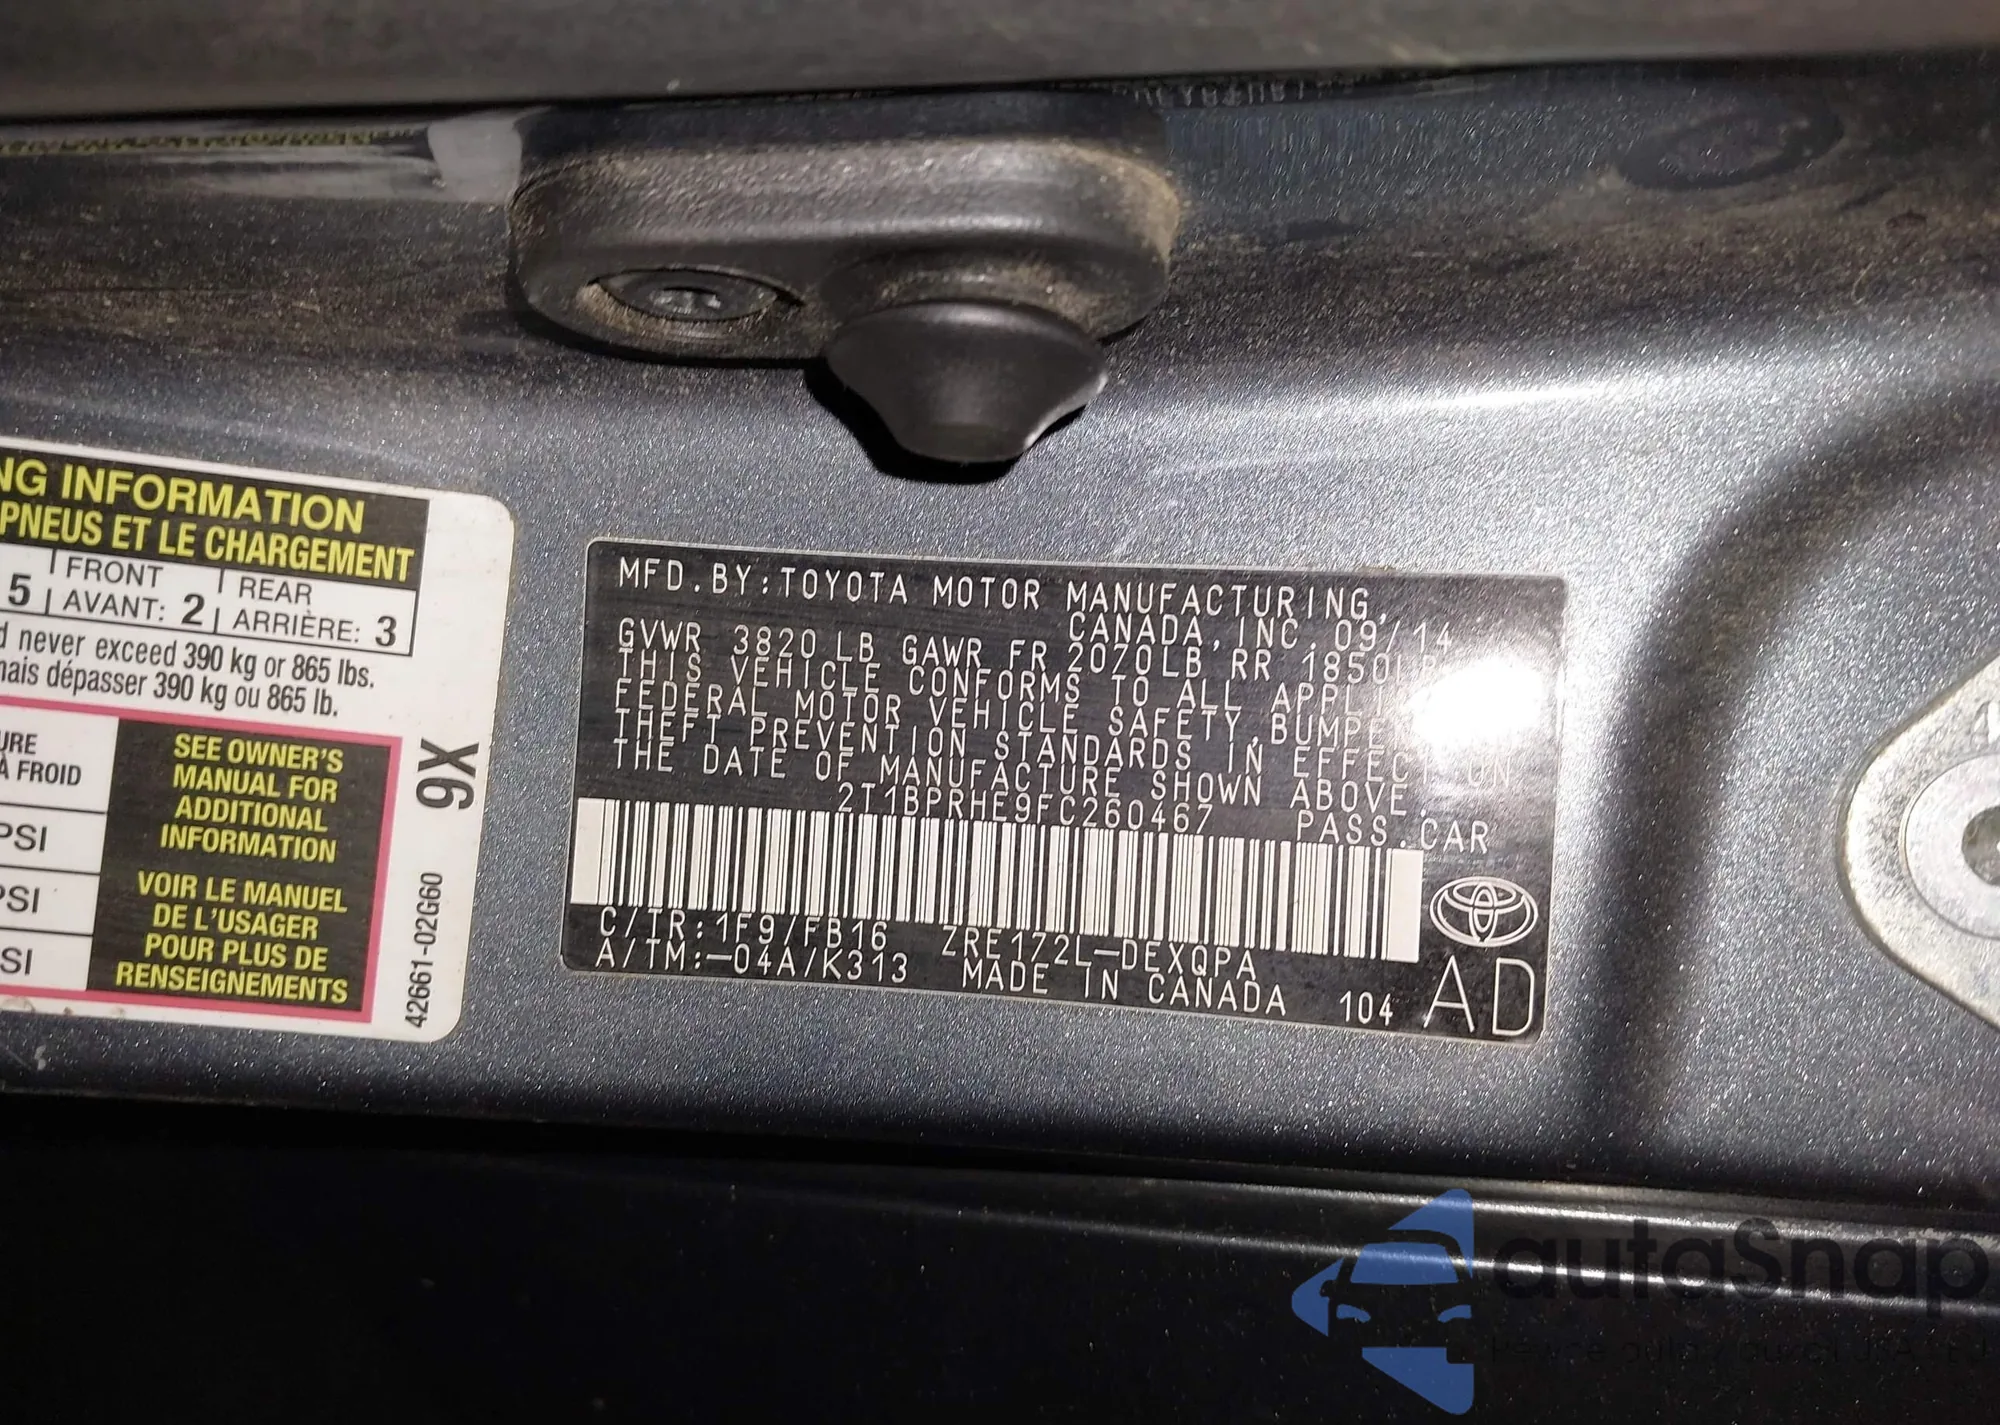 NG INFORMATION
PNEUS ET LE CHARGEMENT
5 FRONT AVANT: 2 REAR ARRIÈRE: 3
never exceed 390 kg or 865 lbs.
mais dépasser 390 kg ou 865 lb.
URE
À FROID
PSI
PSI
SI
SEE OWNER'S
MANUAL FOR
ADDITIONAL
INFORMATION
VOIR LE MANUEL
DE L'USAGER
POUR PLUS DE
RENSEIGNEMENTS
9X
42661-02G60
MFD.BY:TOYOTA MOTOR MANUFACTURING,
CANADA, INC. 09/14
GVWR 3820 LB GAWR FR 2070LB RR 1850LB
THIS VEHICLE CONFORMS TO ALL APPLI
FEDERAL MOTOR VEHICLE SAFETY,BUMPE
THEFT PREVENTION STANDARDS IN EFFECT ON
THE DATE OF MANUFACTURE SHOWN ABOVE.
2T1BPRHE9FC260467 PASS.CAR
C/TR:1F9/FB16 ZRE172L-DEXQPA
A/TM:-04A/K313 MADE IN CANADA 104 AD
autoSnap